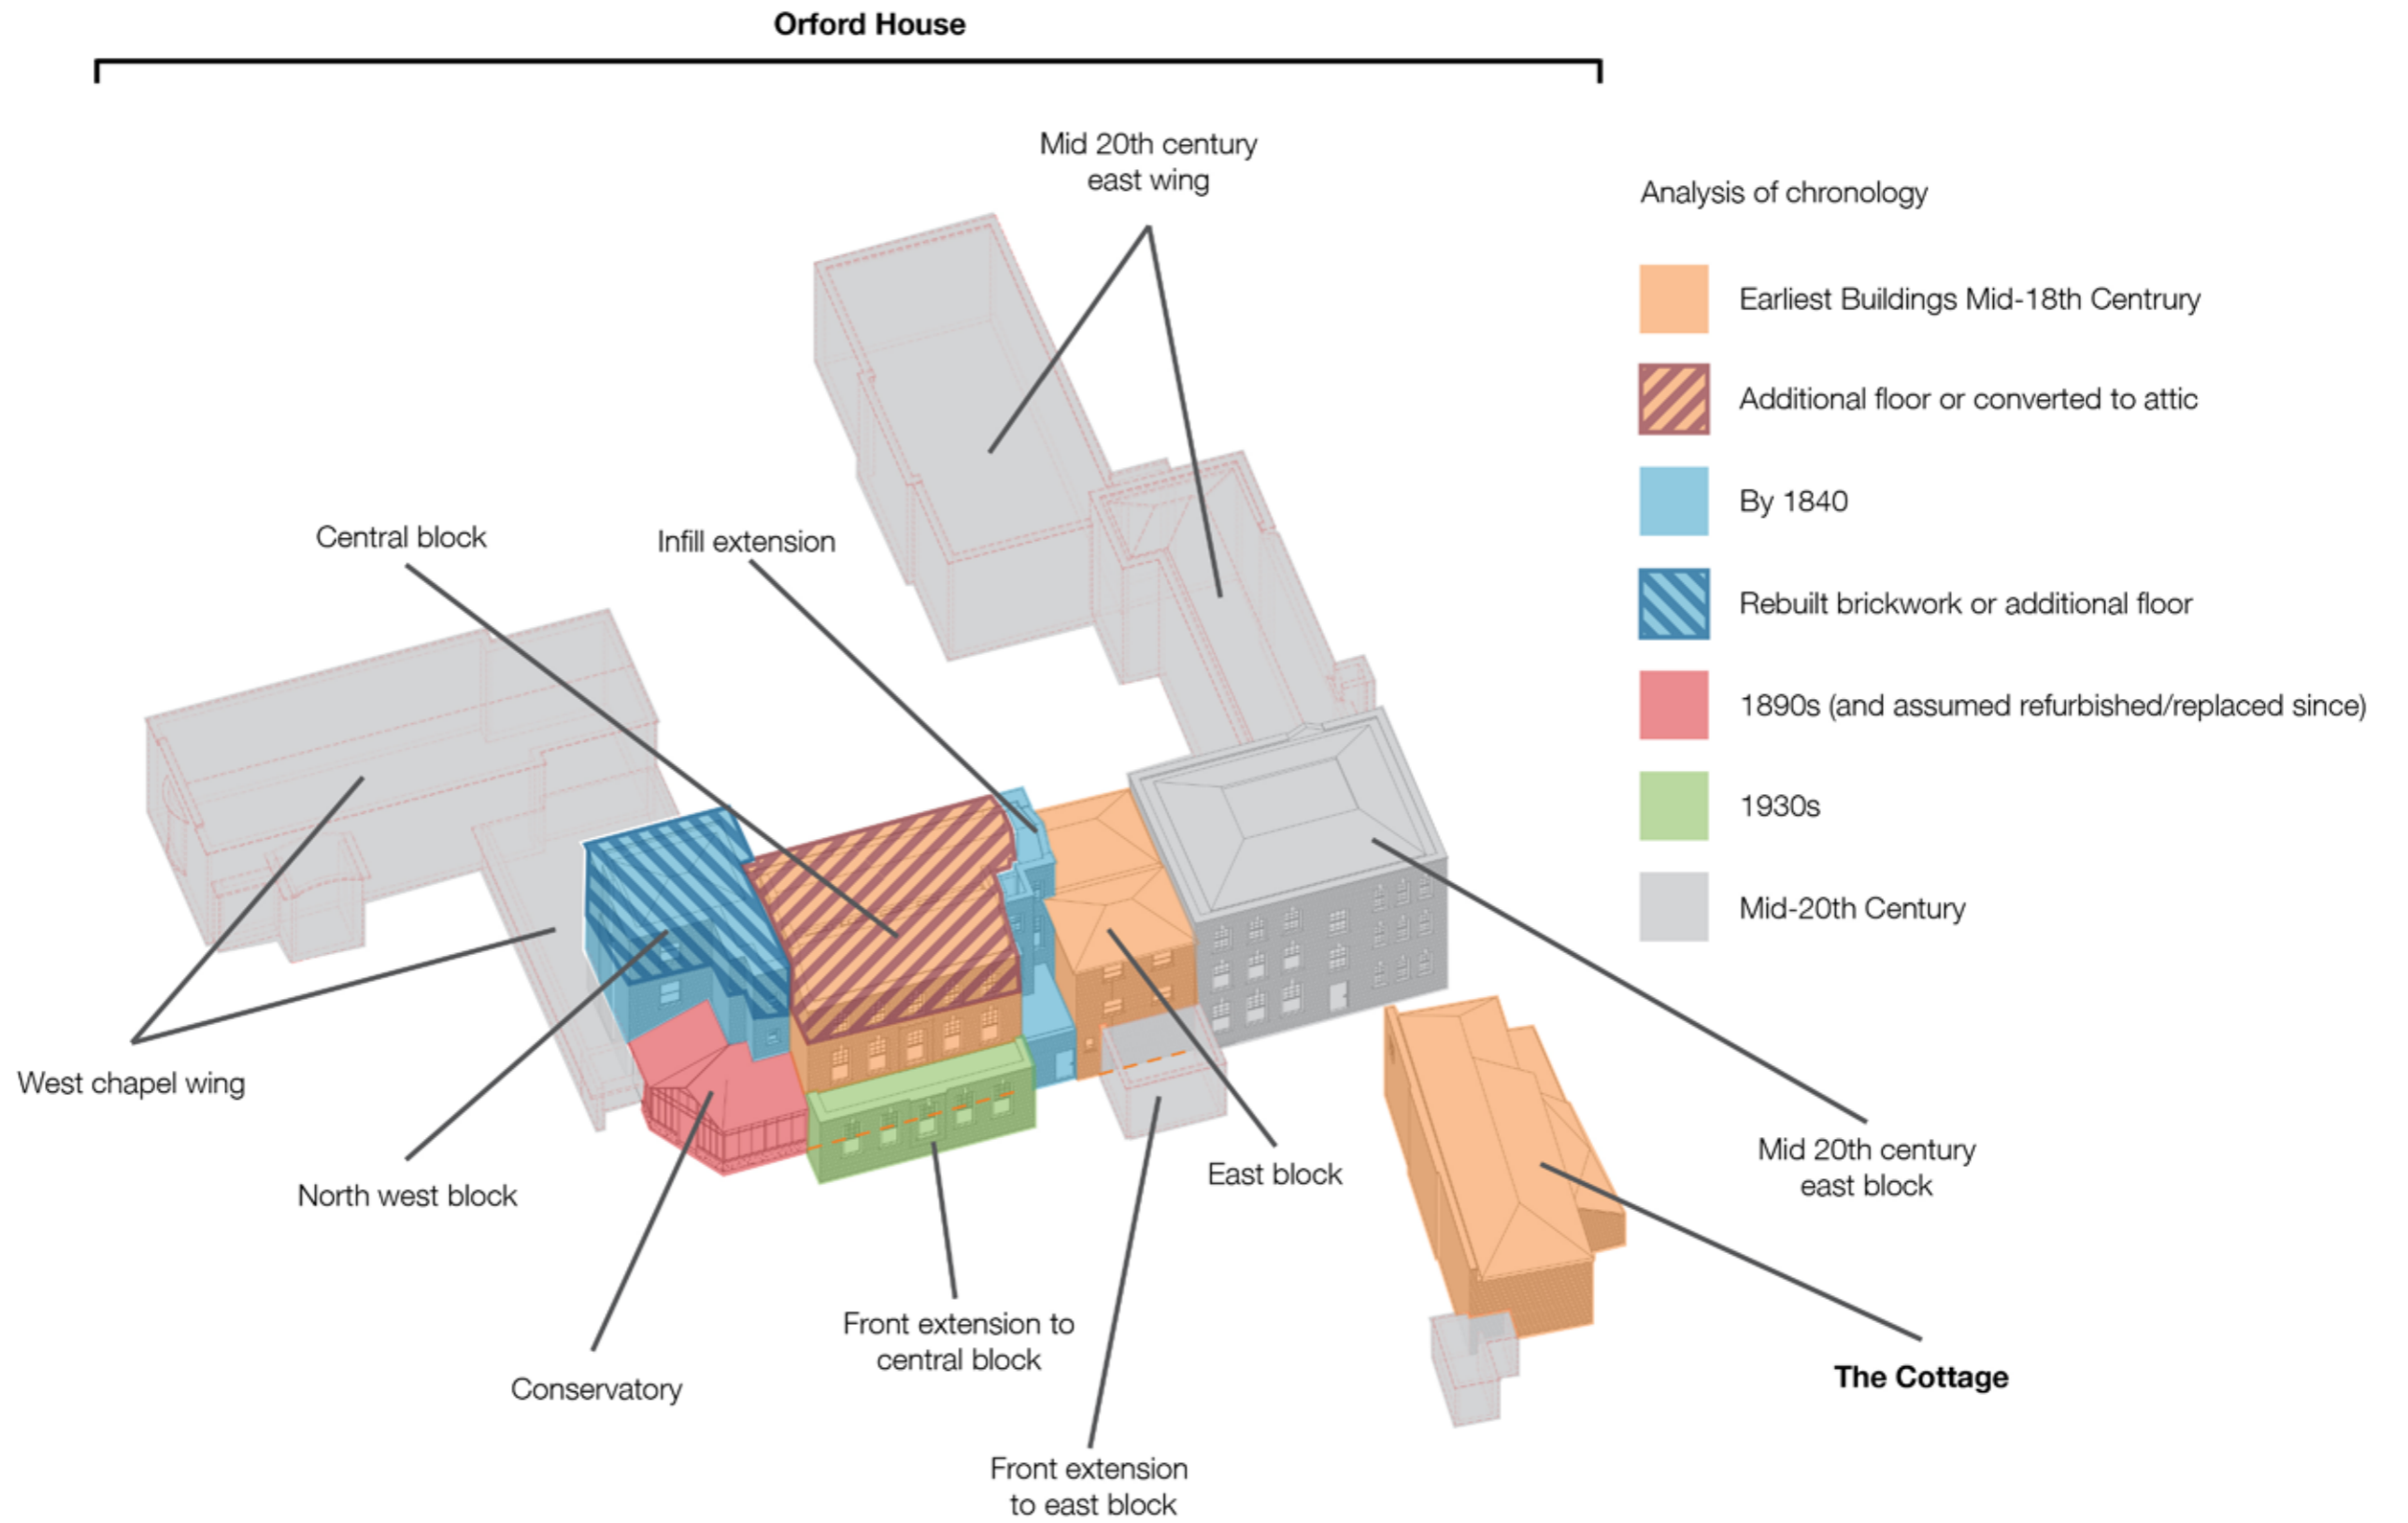 Orford House
Mid 20th century
east wing
Analysis of chronology
Earliest Buildings Mid-18th Centrury
Additional floor or converted to attic
By 1840
Rebuilt brickwork or additional floor
1890s (and assumed refurbished/replaced since)
1930s
Mid-20th Century
Central block
Infill extension
West chapel wing
North west block
Conservatory
Front extension to
central block
Front extension
to east block
East block
Mid 20th century
east block
The Cottage